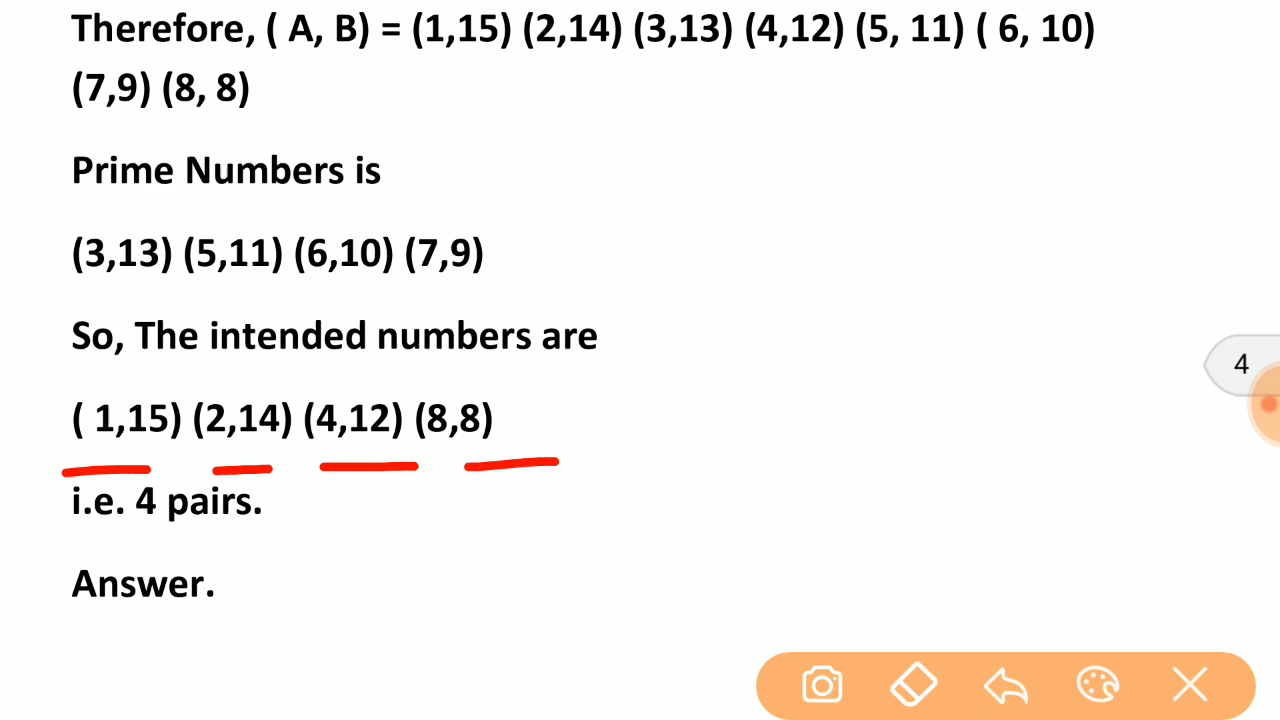 Therefore, ( A, B) = (1,15) (2,14) (3,13) (4,12) (5, 11) ( 6, 10)
(7,9) (8, 8)
Prime Numbers is
(3,13) (5,11) (6,10) (7,9)
So, The intended numbers are
( 1,15) (2,14) (4,12) (8,8)
i.e. 4 pairs.
Answer.
4